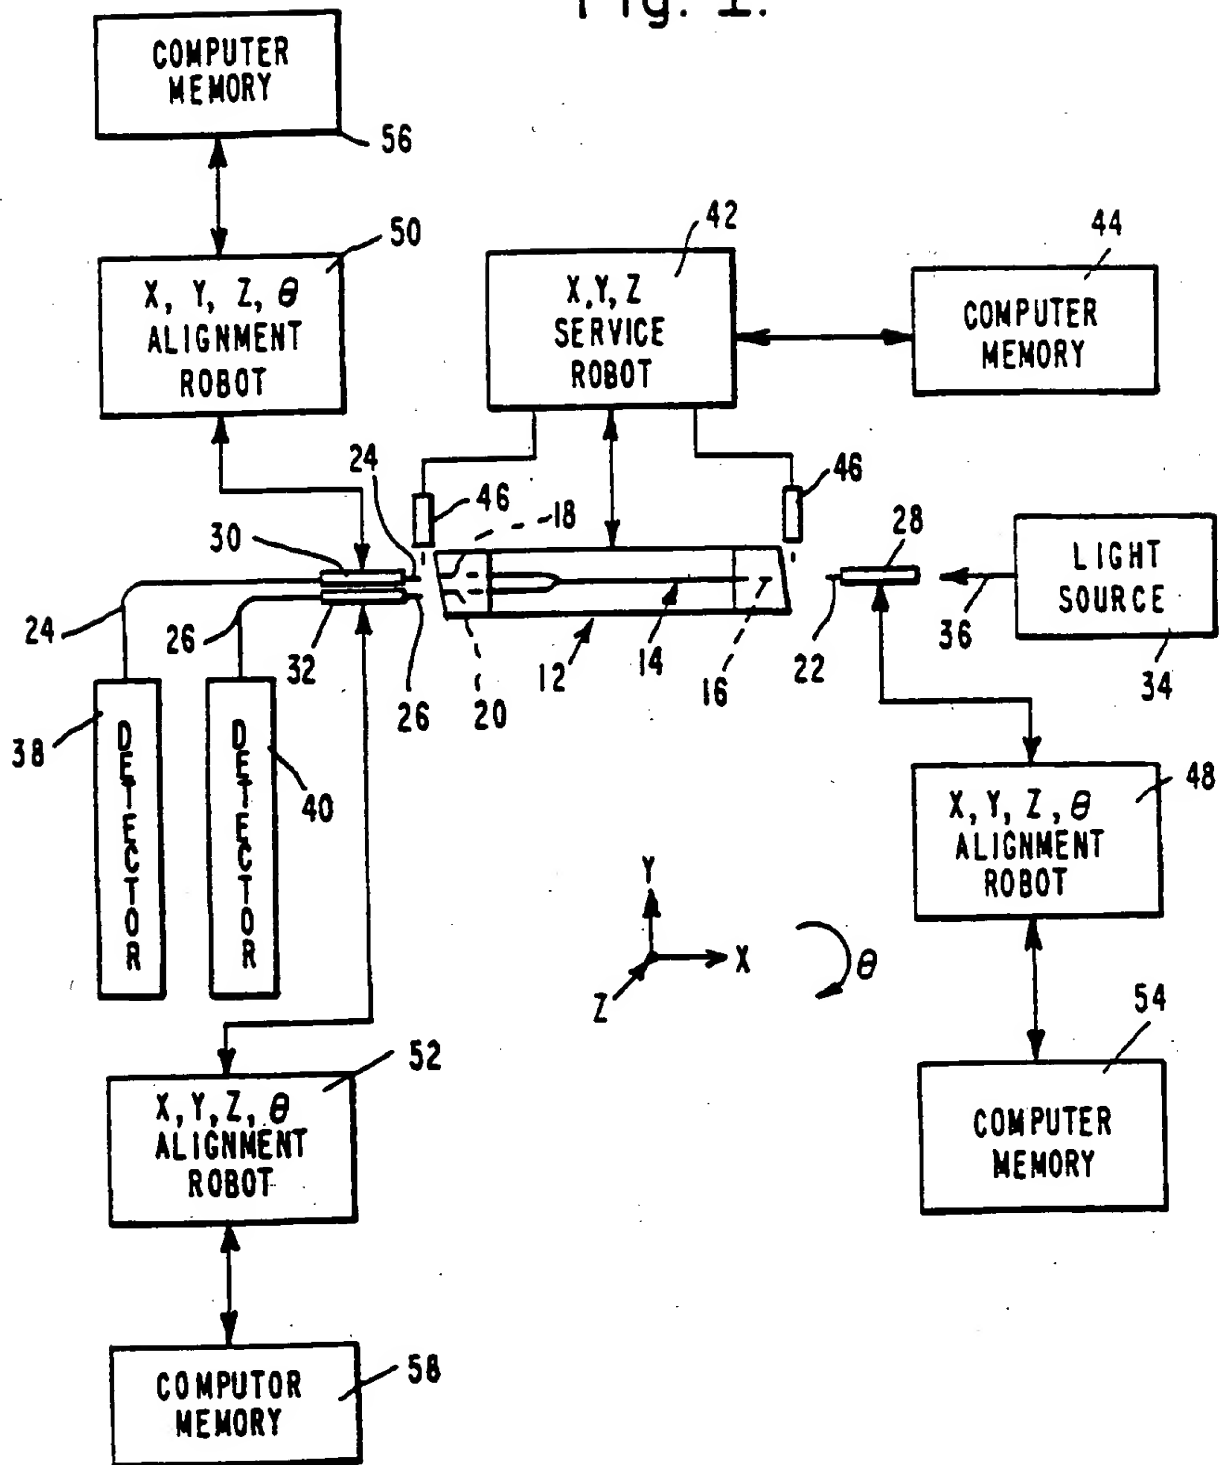 Fig. 1.
COMPUTER
MEMORY
56
50
X, Y, Z, θ
ALIGNMENT
ROBOT
42
X,Y,Z
SERVICE
ROBOT
44
COMPUTER
MEMORY
24
46
18
46
30
28
LIGHT
SOURCE
24
26
32
26
20
12
14
16
22
36
34
38
DETECTOR
DETECTOR
40
48
X, Y, Z, θ
ALIGNMENT
ROBOT
Y
X
Z
θ
54
COMPUTER
MEMORY
52
X,Y,Z,θ
ALIGNMENT
ROBOT
58
COMPUTOR
MEMORY